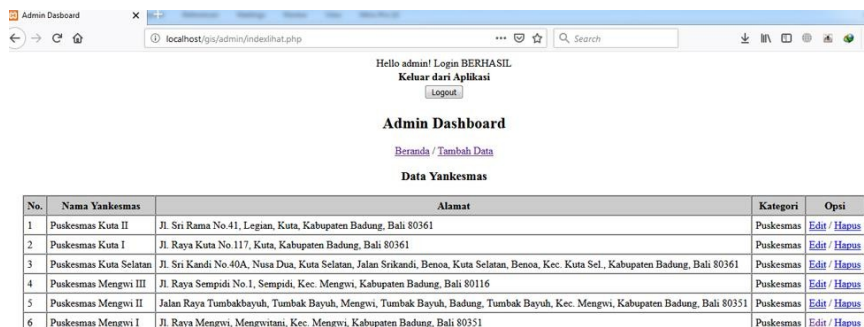 Admin Dasboard
localhost/gis/admin/indexlihat.php
Search
Hello admin! Login BERHASIL
Keluar dari Aplikasi
Logout
Admin Dashboard
Beranda / Tambah Data
Data Yankesmas
No. Nama Yankesmas Alamat Kategori Opsi
1 Puskesmas Kuta II Jl. Sri Rama No.41, Legian, Kuta, Kabupaten Badung, Bali 80361 Puskesmas Edit / Hapus
2 Puskesmas Kuta I Jl. Raya Kuta No.117, Kuta, Kabupaten Badung, Bali 80361 Puskesmas Edit / Hapus
3 Puskesmas Kuta Selatan Jl. Sri Kandi No.40A, Nusa Dua, Kuta Selatan, Jalan Srikandi, Benoa, Kuta Selatan, Benoa, Kec. Kuta Sel., Kabupaten Badung, Bali 80361 Puskesmas Edit / Hapus
4 Puskesmas Mengwi III Jl. Raya Sempidi No.1, Sempidi, Kec. Mengwi, Kabupaten Badung, Bali 80116 Puskesmas Edit / Hapus
5 Puskesmas Mengwi II Jalan Raya Tumbakbayuh, Tumbak Bayuh, Mengwi, Tumbak Bayuh, Badung, Tumbak Bayuh, Kec. Mengwi, Kabupaten Badung, Bali 80351 Puskesmas Edit / Hapus
6 Puskesmas Mengwi I Jl. Raya Mengwi, Mengwitani, Kec. Mengwi, Kabupaten Badung, Bali 80351 Puskesmas Edit / Hapus